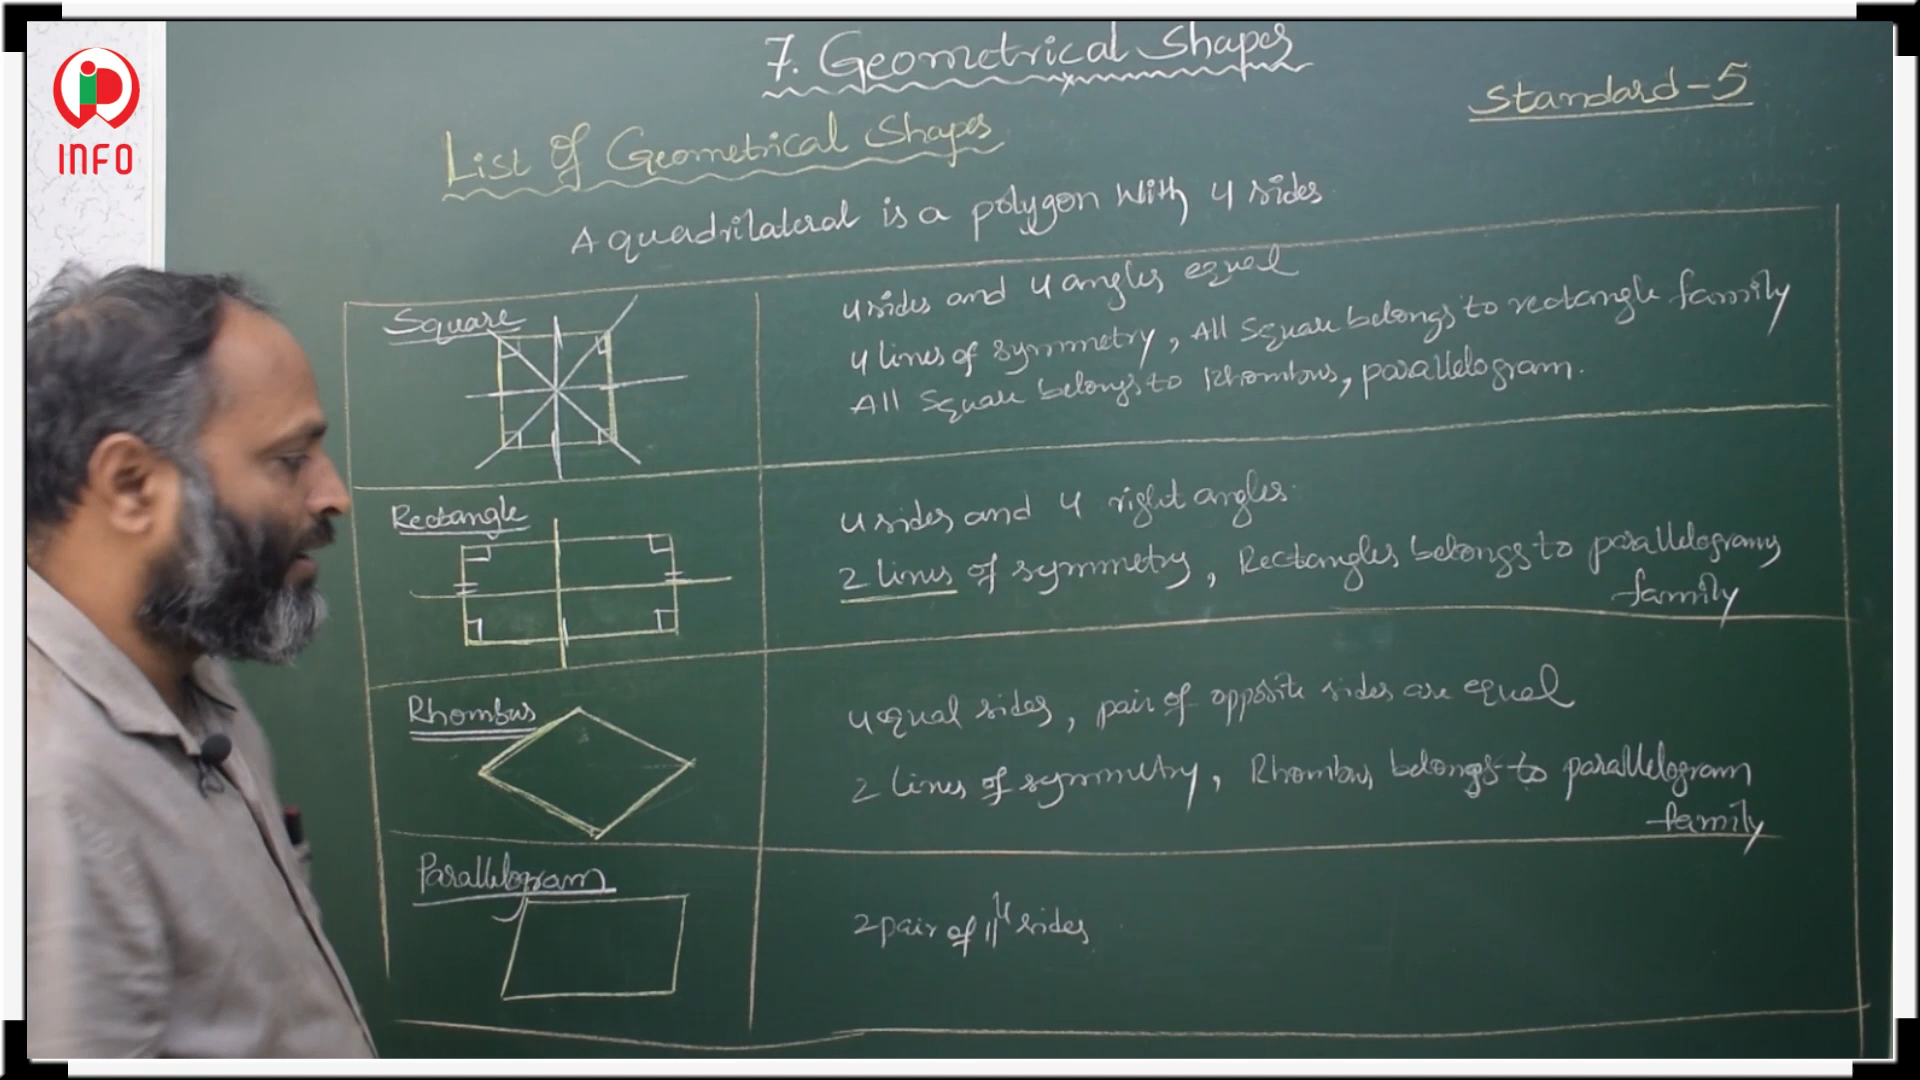 INFO
7. Geometrical Shapes
Standard-5
List Of Geometrical Shapes
A quadrilateral is a polygon with 4 sides
Square
4 sides and 4 angles equal
4 lines of symmetry, All Square belongs to rectangle family
All Square belongs to Rhombus, parallelogram.
Rectangle
4 sides and 4 right angles.
2 lines of symmetry, Rectangles belongs to parallelograms
family
Rhombus
4 equal sides, pair of opposite sides are equal
2 lines of symmetry, Rhombus belongs to parallelogram
family
Parallelogram
2 pair of ||ˡˡ sides